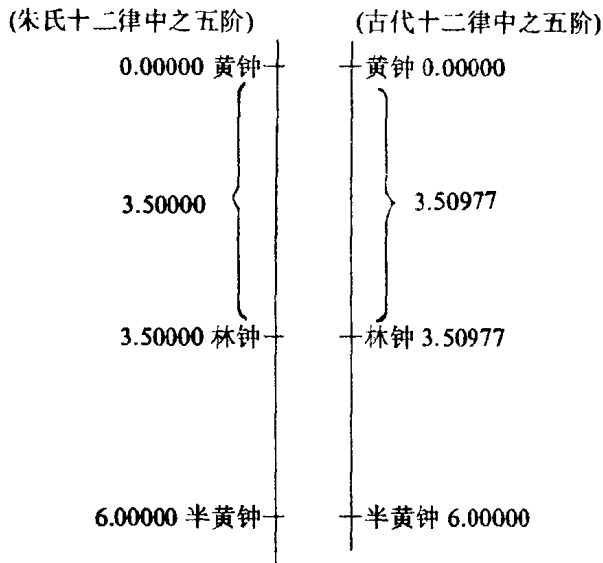 (朱氏十二律中之五阶) (古代十二律中之五阶)
0.00000 黄钟 黄钟 0.00000
3.50000 3.50977
3.50000 林钟 林钟 3.50977
6.00000 半黄钟 半黄钟 6.00000